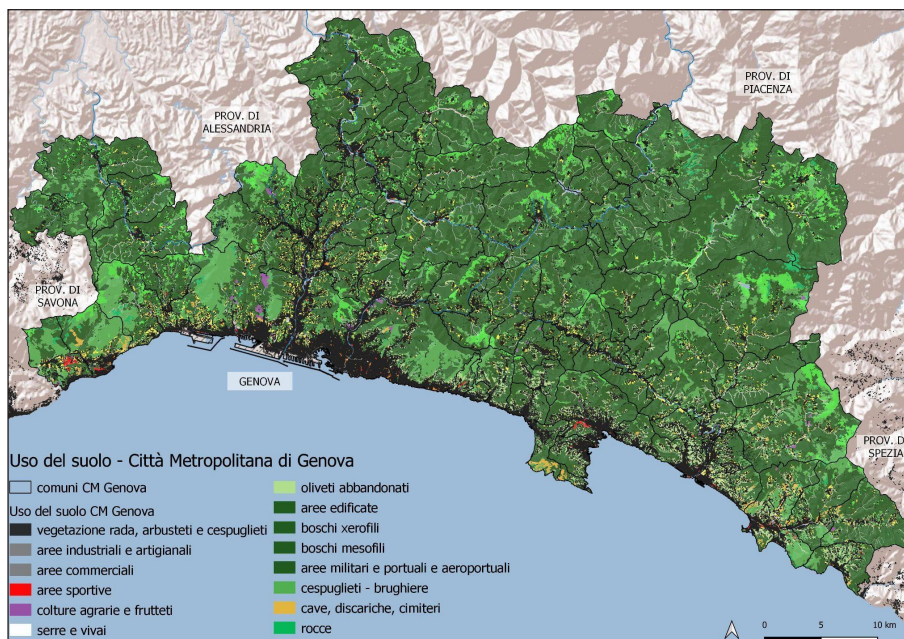 PROV. DI
PIACENZA
PROV. DI
ALESSANDRIA
PROV. DI
SAVONA
GENOVA
PROV. D
SPEZIA
Uso del suolo - Città Metropolitana di Genova
comuni CM Genova
Uso del suolo CM Genova
vegetazione rada, arbusteti e cespuglieti
aree industriali e artigianali
aree commerciali
aree sportive
colture agrarie e frutteti
serre e vivai
oliveti abbandonati
aree edificate
boschi xerofili
boschi mesofili
aree militari e portuali e aeroportuali
cespuglieti - brughiere
cave, discariche, cimiteri
rocce
0 5 10 km